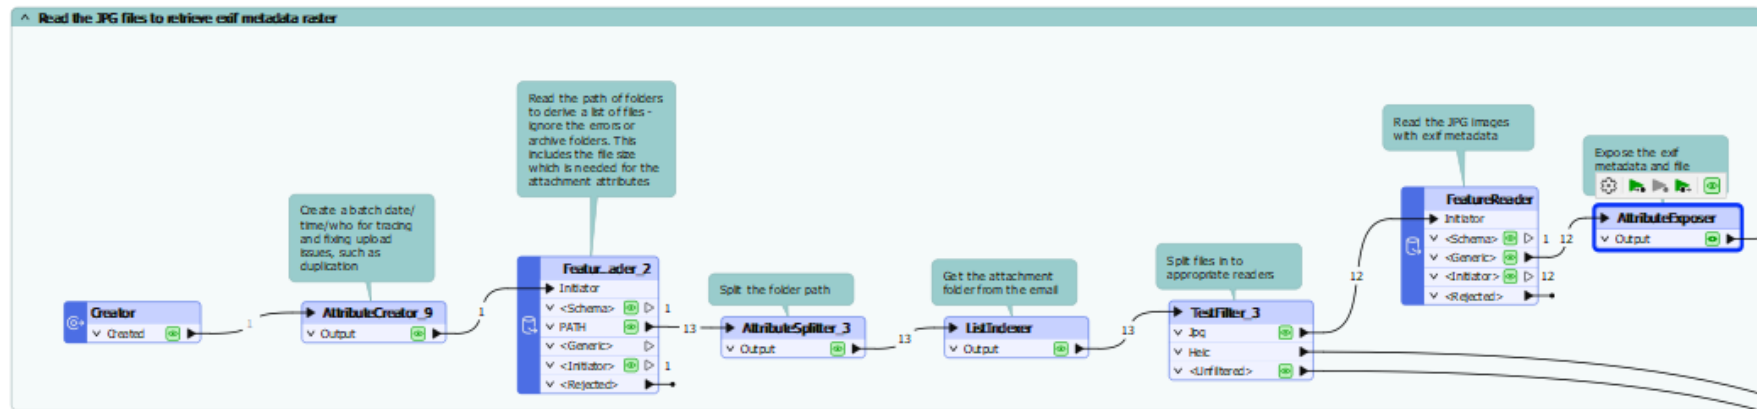 Read the JPG files to retrieve exif metadata raster
Read the path of folders
to derive a list of files -
ignore the errors or
archive folders. This
includes the file size
which is needed for the
attachment attributes
Read the JPG images
with exif metadata
Expose the exif
metadata and file
Create a batch date/
time/who for tracing
and fixing upload
issues, such as
duplication
FeatureReader
Initiator
<Schema> 1
<Generic> 12
<Initiator> 12
<Rejected>
AttributeExposer
Output
Split files in to
appropriate readers
Get the attachment
folder from the email
Split the folder path
Featur...ader_2
Initiator
<Schema> 1
PATH 13
<Generic>
<Initiator> 1
<Rejected>
Creator
Created 1
AttributeCreator_9
Output 1
AttributeSplitter_3
Output 13
ListIndexer
Output 13
TestFilter_3
Jpg 12
Heic
<Unfiltered>